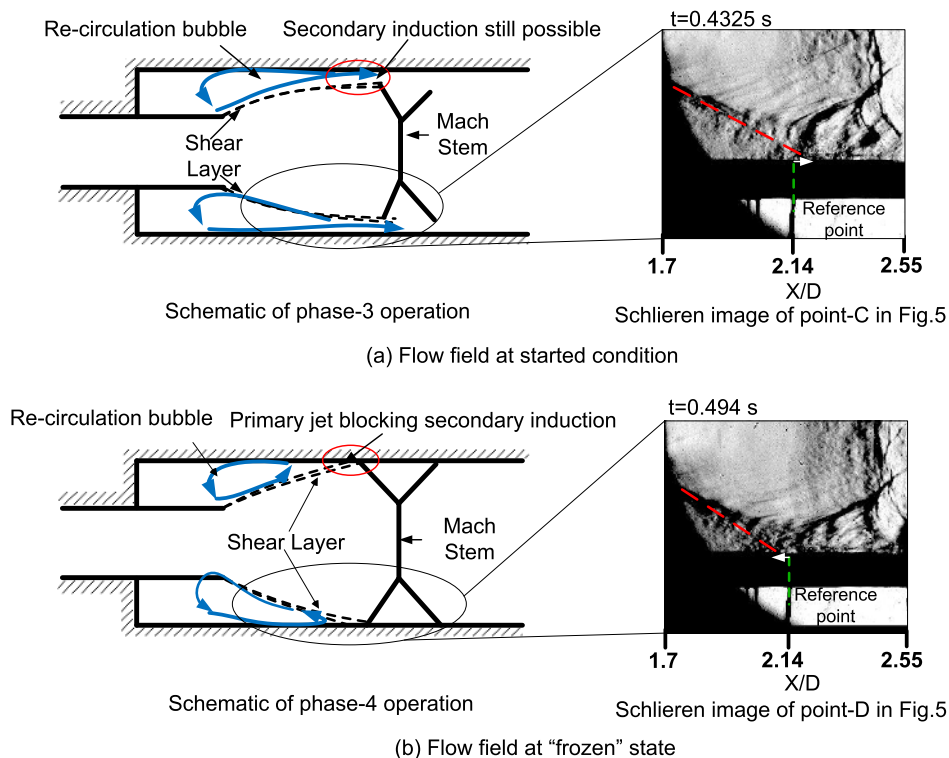 Re-circulation bubble
Secondary induction still possible
Shear
Layer
Mach
Stem
t=0.4325 s
Reference
point
1.7
2.14
2.55
X/D
Schematic of phase-3 operation
Schlieren image of point-C in Fig.5
(a) Flow field at started condition
Re-circulation bubble
Primary jet blocking secondary induction
Shear Layer
Mach
Stem
t=0.494 s
Reference
point
1.7
2.14
2.55
X/D
Schematic of phase-4 operation
Schlieren image of point-D in Fig.5
(b) Flow field at “frozen” state